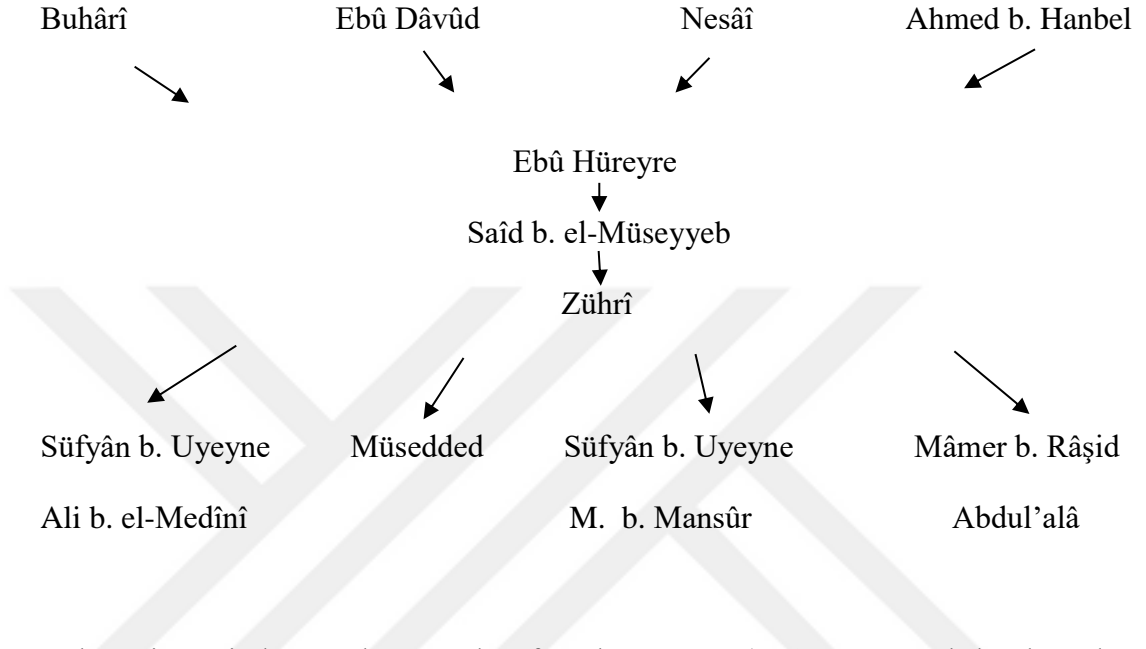 Buhârî Ebû Dâvûd Nesâî Ahmed b. Hanbel
Ebû Hüreyre
Saîd b. el-Müseyyeb
Zührî
Süfyân b. Uyeyne Müsedded Süfyân b. Uyeyne Mâmer b. Râşid
Ali b. el-Medînî M. b. Mansûr Abdul’alâ